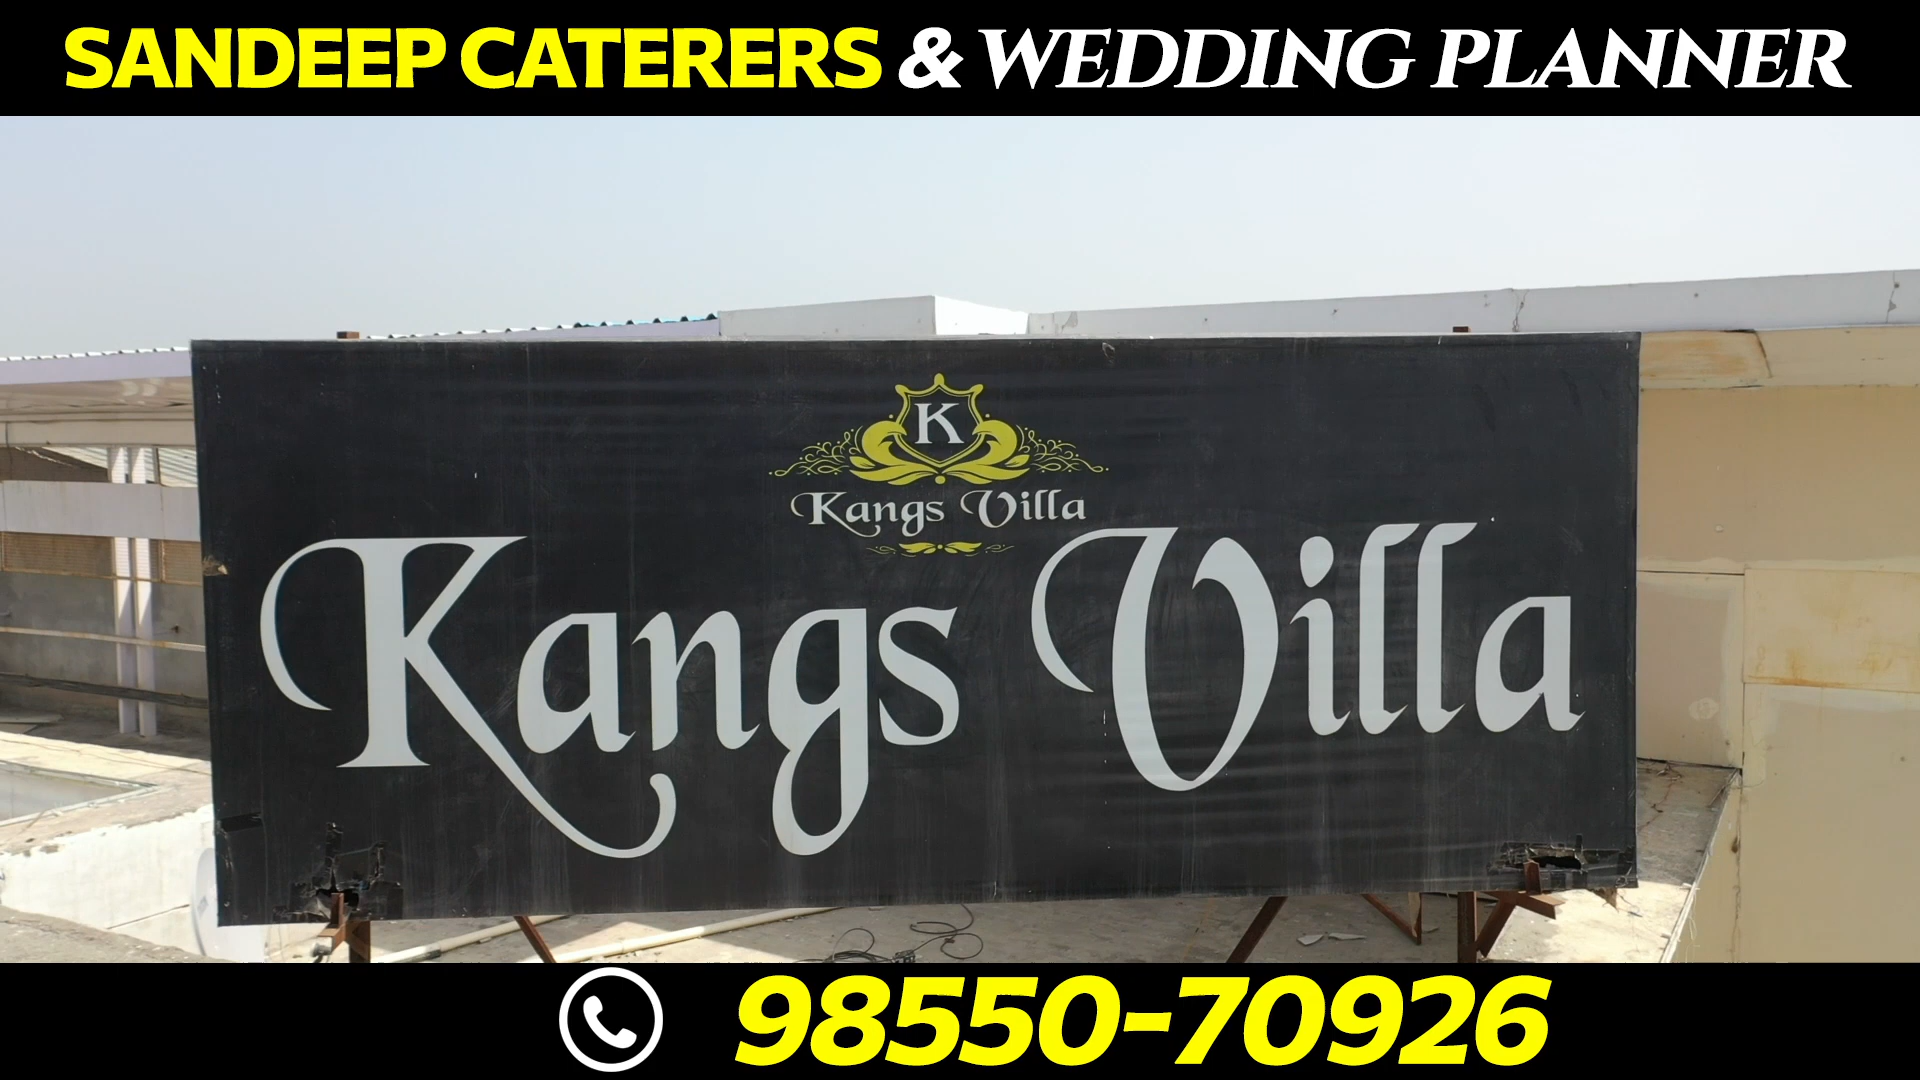 SANDEEP CATERERS & WEDDING PLANNER
K
Kangs Villa
Kangs Villa
98550-70926